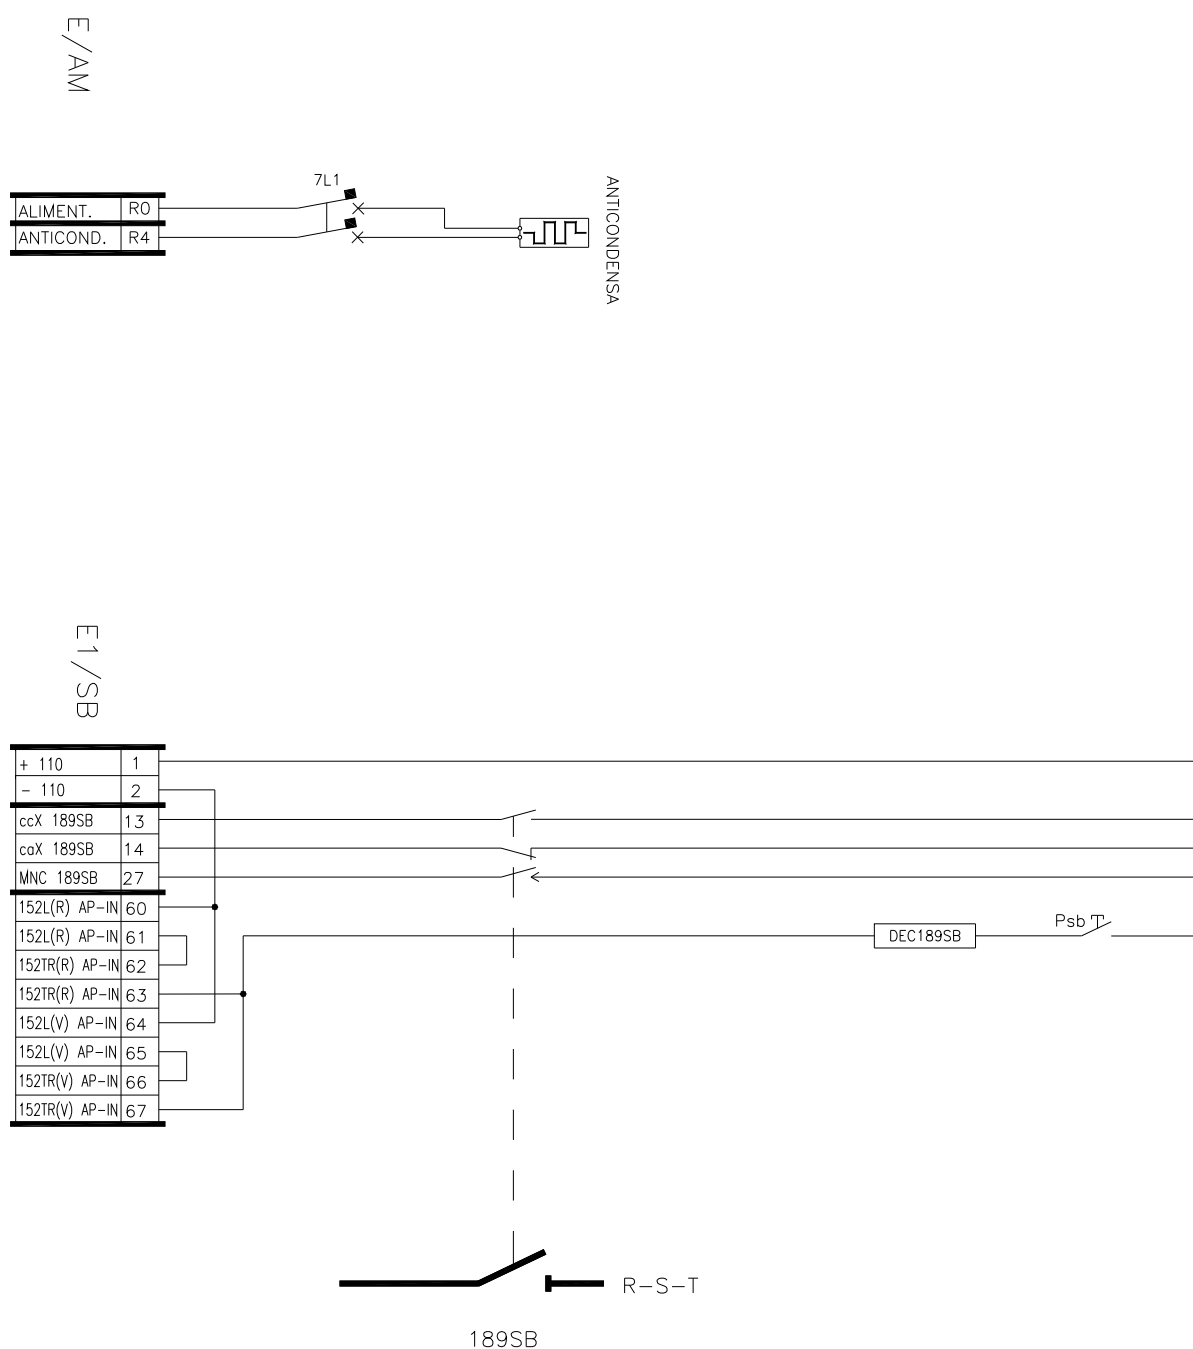 E/AM
7L1
ALIMENT. R0
ANTICOND. R4
ANTICONDENSA
E1/SB
+ 110 1
- 110 2
ccX 189SB 13
caX 189SB 14
MNC 189SB 27
152L(R) AP-IN 60
152L(R) AP-IN 61
152TR(R) AP-IN 62
152TR(R) AP-IN 63
152L(V) AP-IN 64
152L(V) AP-IN 65
152TR(V) AP-IN 66
152TR(V) AP-IN 67
DEC189SB
Psb
R-S-T
189SB